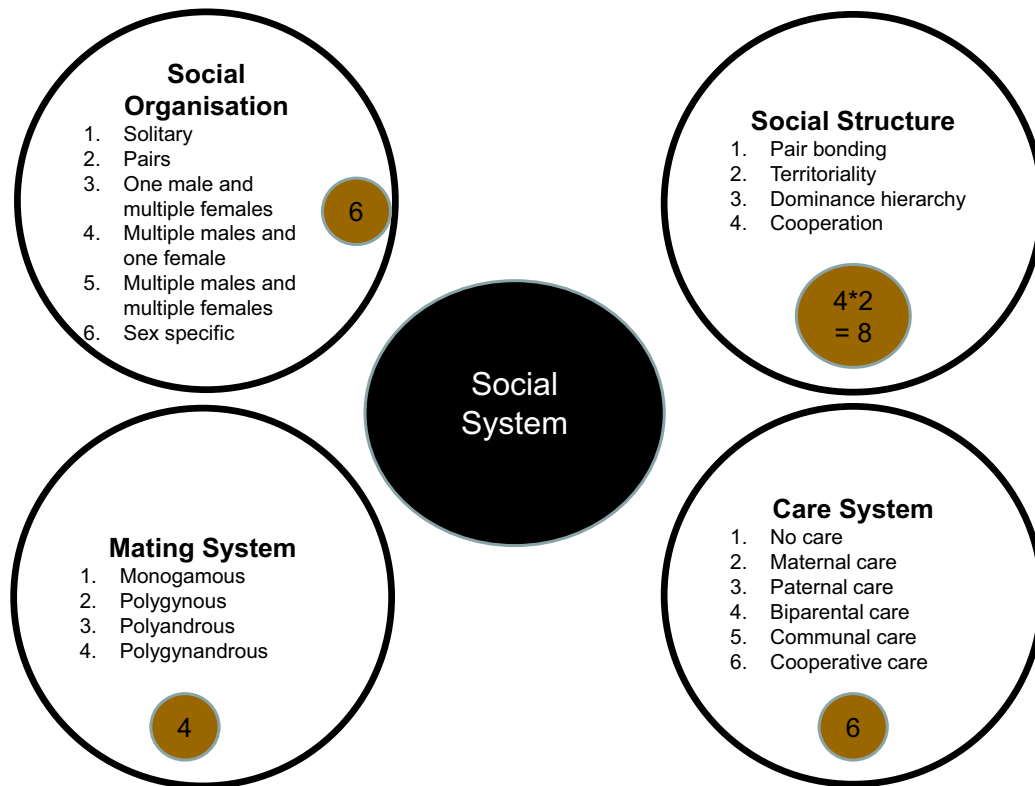 Social
Organisation
1. Solitary
2. Pairs
3. One male and
multiple females
4. Multiple males and
one female
5. Multiple males and
multiple females
6. Sex specific
6
Social Structure
1. Pair bonding
2. Territoriality
3. Dominance hierarchy
4. Cooperation
4*2
= 8
Social
System
Mating System
1. Monogamous
2. Polygynous
3. Polyandrous
4. Polygynandrous
4
Care System
1. No care
2. Maternal care
3. Paternal care
4. Biparental care
5. Communal care
6. Cooperative care
6